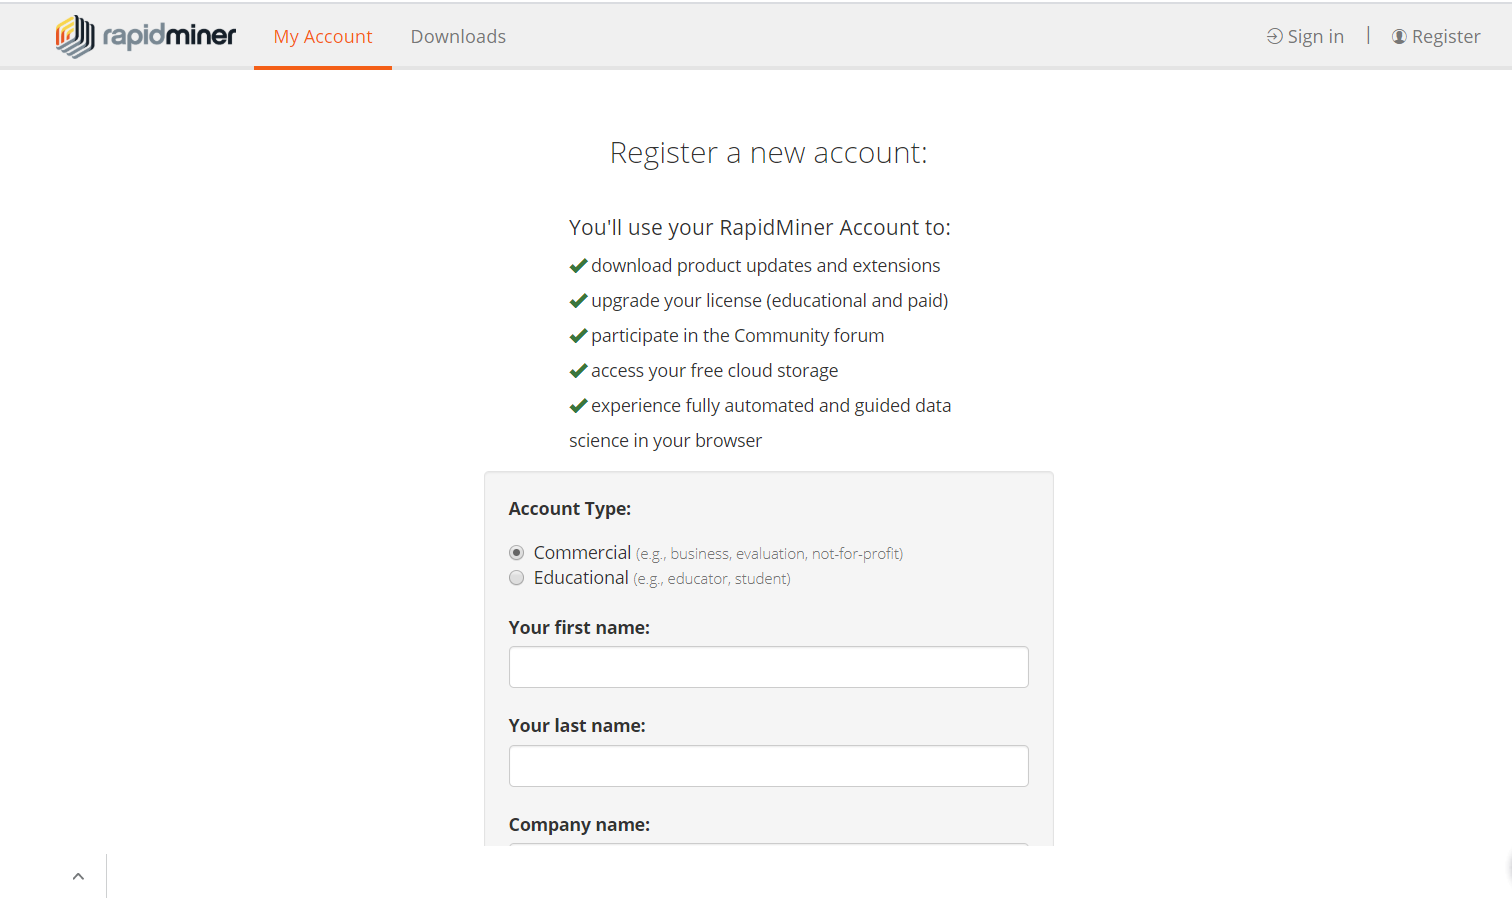 rapidminer My Account Downloads Sign in | Register
Register a new account:
You'll use your RapidMiner Account to:
download product updates and extensions
upgrade your license (educational and paid)
participate in the Community forum
access your free cloud storage
experience fully automated and guided data
science in your browser
Account Type:
Commercial (e.g., business, evaluation, not-for-profit)
Educational (e.g., educator, student)
Your first name:
Your last name:
Company name: